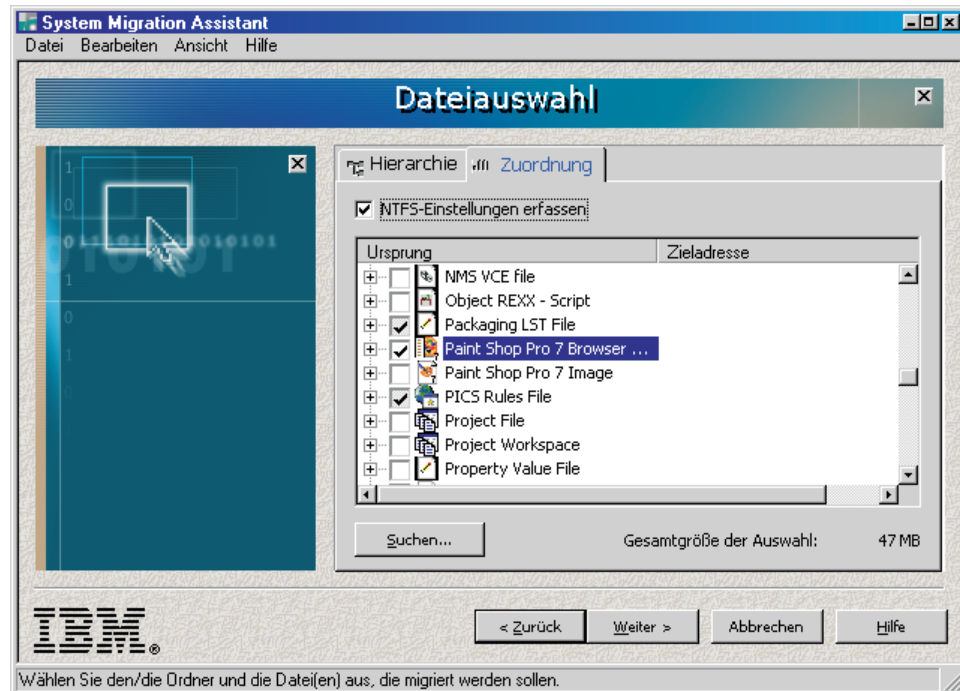 System Migration Assistant
Datei Bearbeiten Ansicht Hilfe
Dateiauswahl
Hierarchie Zuordnung
NTFS-Einstellungen erfassen
Ursprung Zieladresse
NMS VCE file
Object REXX - Script
Packaging LST File
Paint Shop Pro 7 Browser ...
Paint Shop Pro 7 Image
PICS Rules File
Project File
Project Workspace
Property Value File
Suchen... Gesamtgröße der Auswahl: 47 MB
IBM® < Zurück Weiter > Abbrechen Hilfe
Wählen Sie den/die Ordner und die Datei(en) aus, die migriert werden sollen.